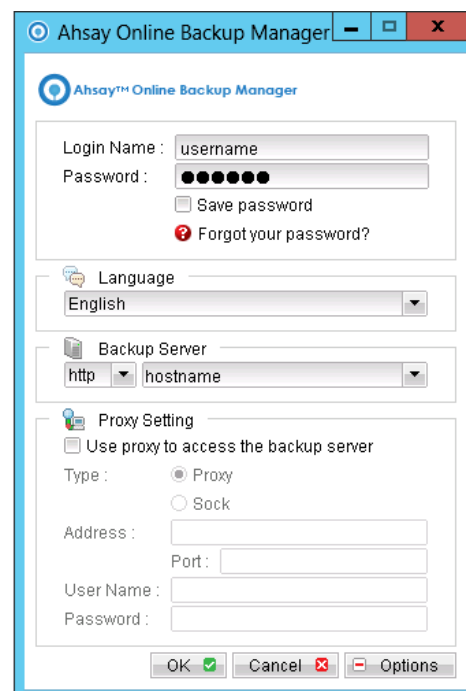 Ahsay Online Backup Manager
Ahsay™ Online Backup Manager
Login Name : username
Password : ●●●●●●
Save password
Forgot your password?
Language
English
Backup Server
http hostname
Proxy Setting
Use proxy to access the backup server
Type : Proxy
Sock
Address :
Port :
User Name :
Password :
OK Cancel Options